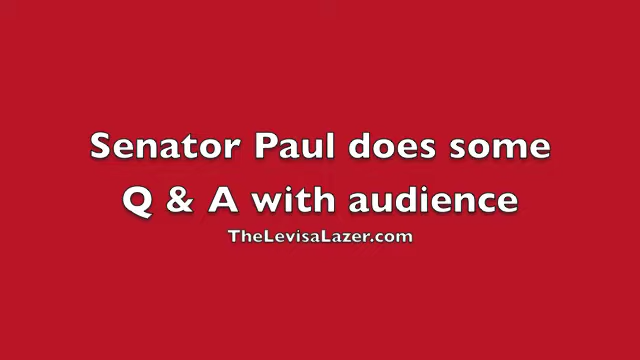 Senator Paul does some
Q & A with audience
TheLevisaLazer.com